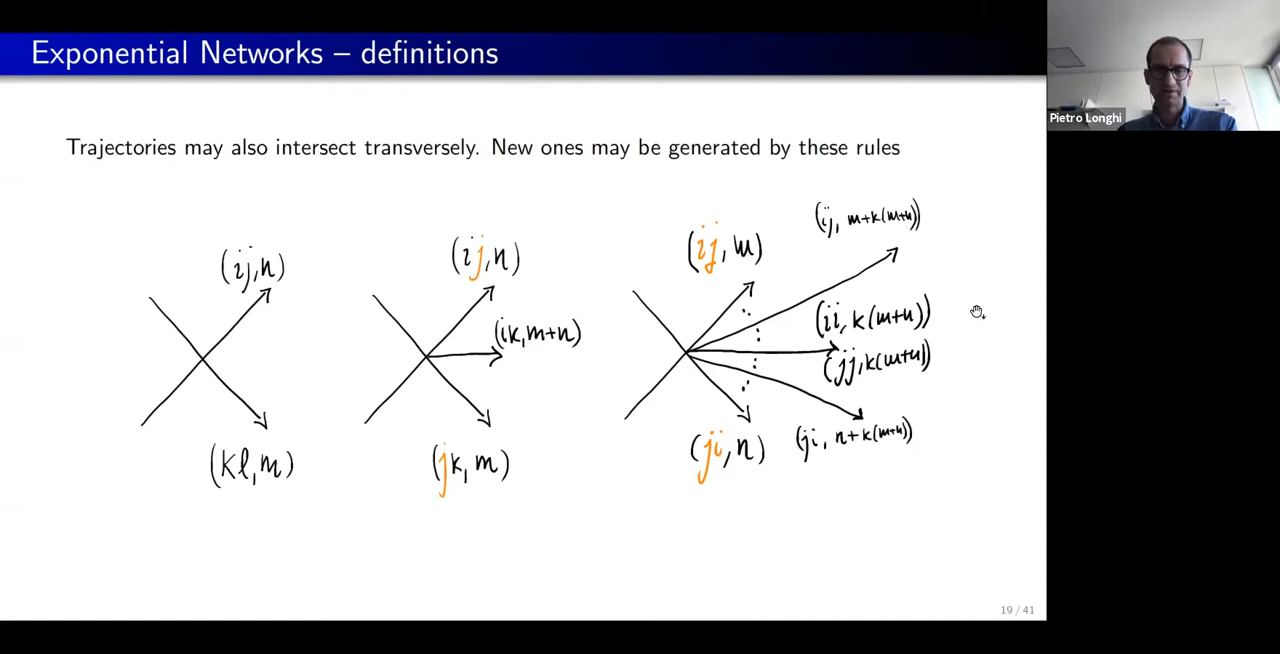 Exponential Networks – definitions
Pietro Longhi
Trajectories may also intersect transversely. New ones may be generated by these rules
(ij, n)
(kl, m)
(ij, n)
(ik, m+n)
(jk, m)
(ij, m)
(ij, m+k(m+n))
(ii, k(m+n))
(jj, k(m+n))
(ji, n)
(ji, n+k(m+n))
19 / 41